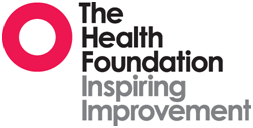 The
Health
Foundation
Inspiring
Improvement